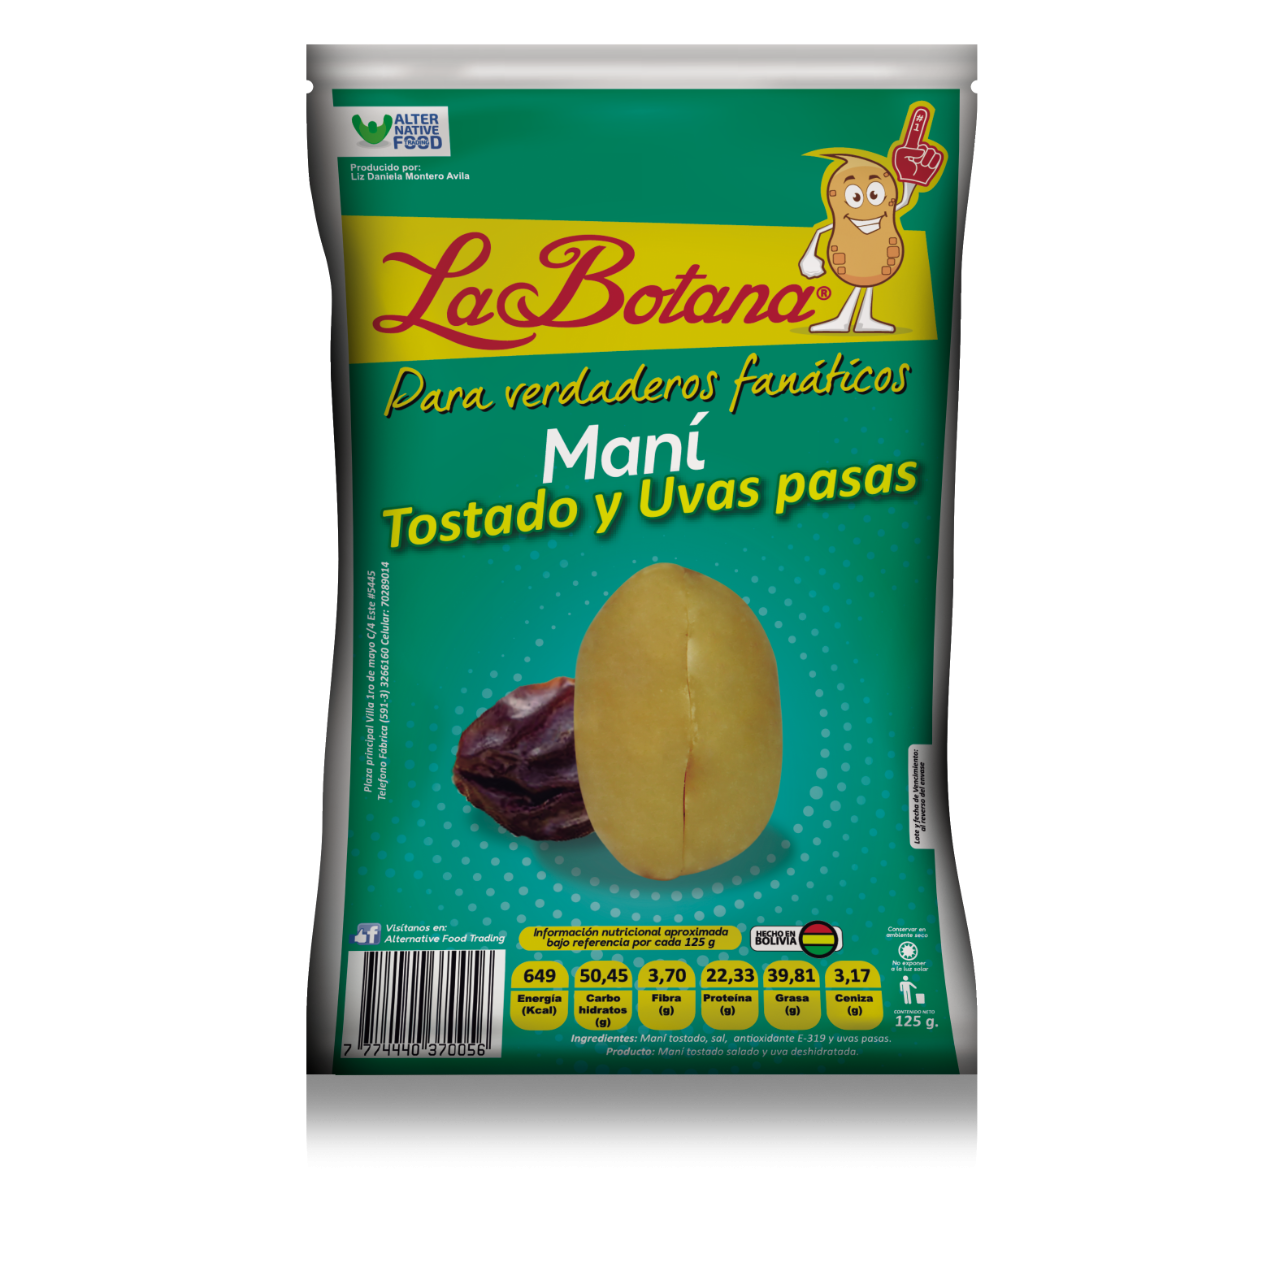 ALTER
NATIVE
FOOD
TRADING
Producido por:
Liz Daniela Montero Avila
#1
La Botana®
Para verdaderos fanáticos
Maní
Tostado y Uvas pasas
Plaza principal Villa 1ro de mayo C/4 Este #5445
Telefono Fábrica (591-3) 3266160 Celular: 70289014
Lote y fecha de Vencimiento:
al reverso del envase
Visítanos en:
Alternative Food Trading
Información nutricional aproximada
bajo referencia por cada 125 g
HECHO EN
BOLIVIA
Conservar en
ambiente seco
No exponer
a la luz solar
649 50,45 3,70 22,33 39,81 3,17
Energía (Kcal)
Carbo hidratos (g)
Fibra (g)
Proteína (g)
Grasa (g)
Ceniza (g)
CONTENIDO NETO
125 g.
Ingredientes: Maní tostado, sal, antioxidante E-319 y uvas pasas.
Producto: Maní tostado salado y uva deshidratada.
7 774440 370056